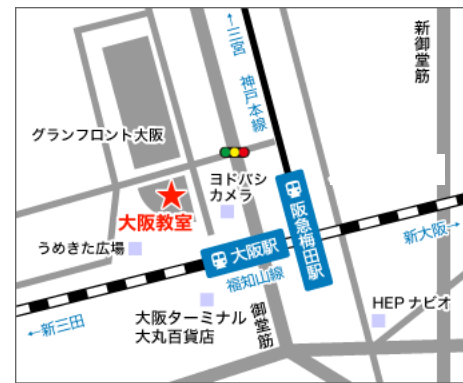 ←三宮
神戸本線
新御堂筋
グランフロント大阪
ヨドバシ
カメラ
大阪教室
阪急梅田駅
うめきた広場
大阪駅
新大阪→
福知山線
←新三田
大阪ターミナル
大丸百貨店
御堂筋
HEP ナビオ